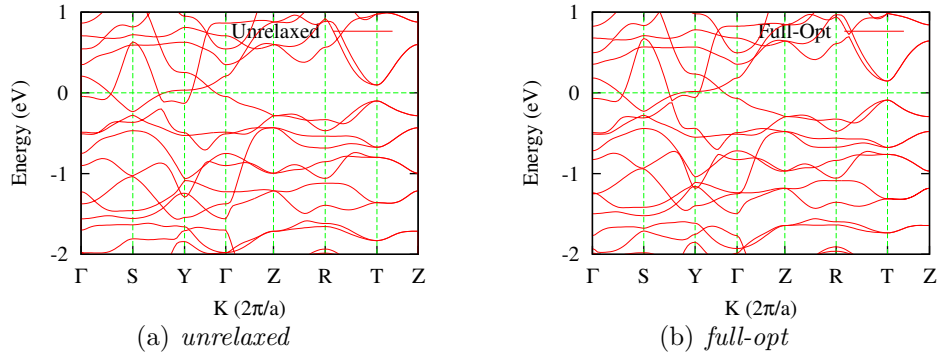 1
0
-1
-2
Energy (eV)
Unrelaxed
Γ S Y Γ Z R T Z
K (2π/a)
(a) unrelaxed
1
0
-1
-2
Energy (eV)
Full-Opt
Γ S Y Γ Z R T Z
K (2π/a)
(b) full-opt